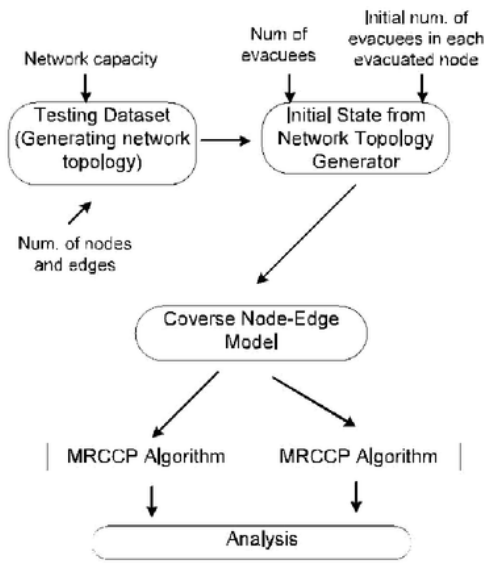 Network capacity
Num of
evacuees
Initial num. of
evacuees in each
evacuated node
Testing Dataset
(Generating network
topology)
Initial State from
Network Topology
Generator
Num. of nodes
and edges
Coverse Node-Edge
Model
MRCCP Algorithm
MRCCP Algorithm
Analysis